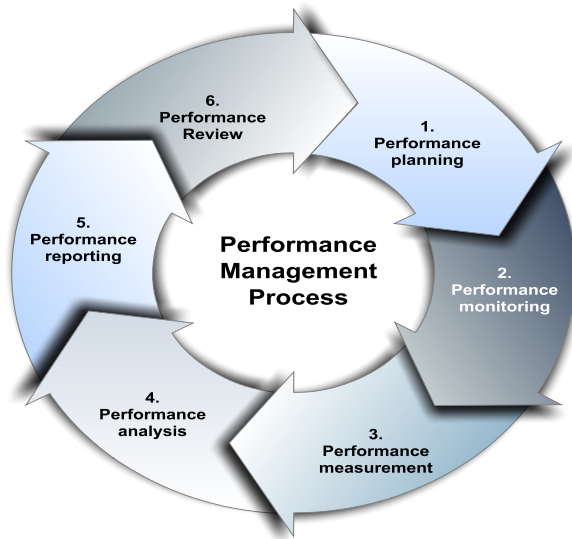 Performance
Management
Process
1.
Performance
planning
2.
Performance
monitoring
3.
Performance
measurement
4.
Performance
analysis
5.
Performance
reporting
6.
Performance
Review